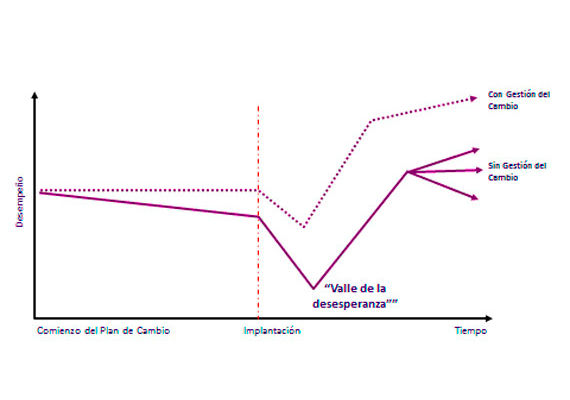 Con Gestión del
Cambio
Sin Gestión del
Cambio
Desempeño
“Valle de la
desesperanza””
Comienzo del Plan de Cambio
Implantación
Tiempo